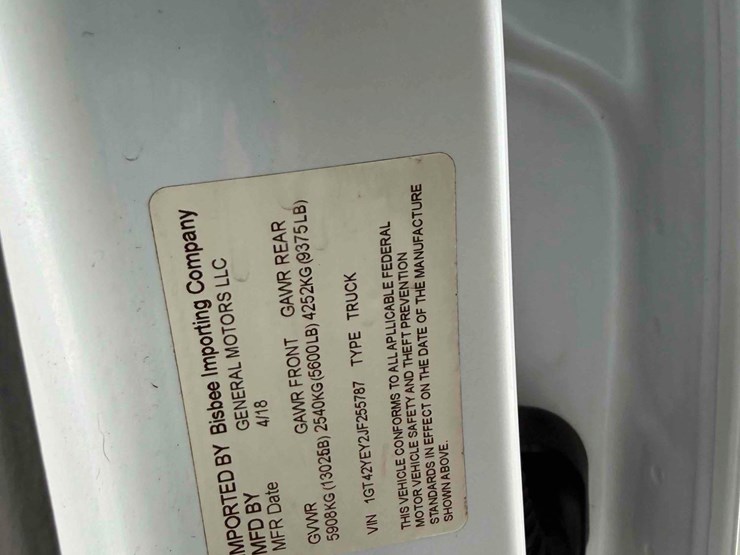 IMPORTED BY Bisbee Importing Company
MFD BY GENERAL MOTORS LLC
MFR Date 4/18
GVWR GAWR FRONT GAWR REAR
5908KG (13025B) 2540KG (5600LB) 4252KG (9375LB)
VIN 1GT42YEY2JF255787 TYPE TRUCK
THIS VEHICLE CONFORMS TO ALL APLLICABLE FEDERAL
MOTOR VEHICLE SAFETY AND THEFT PREVENTION
STANDARDS IN EFFECT ON THE DATE OF THE MANUFACTURE
SHOWN ABOVE.